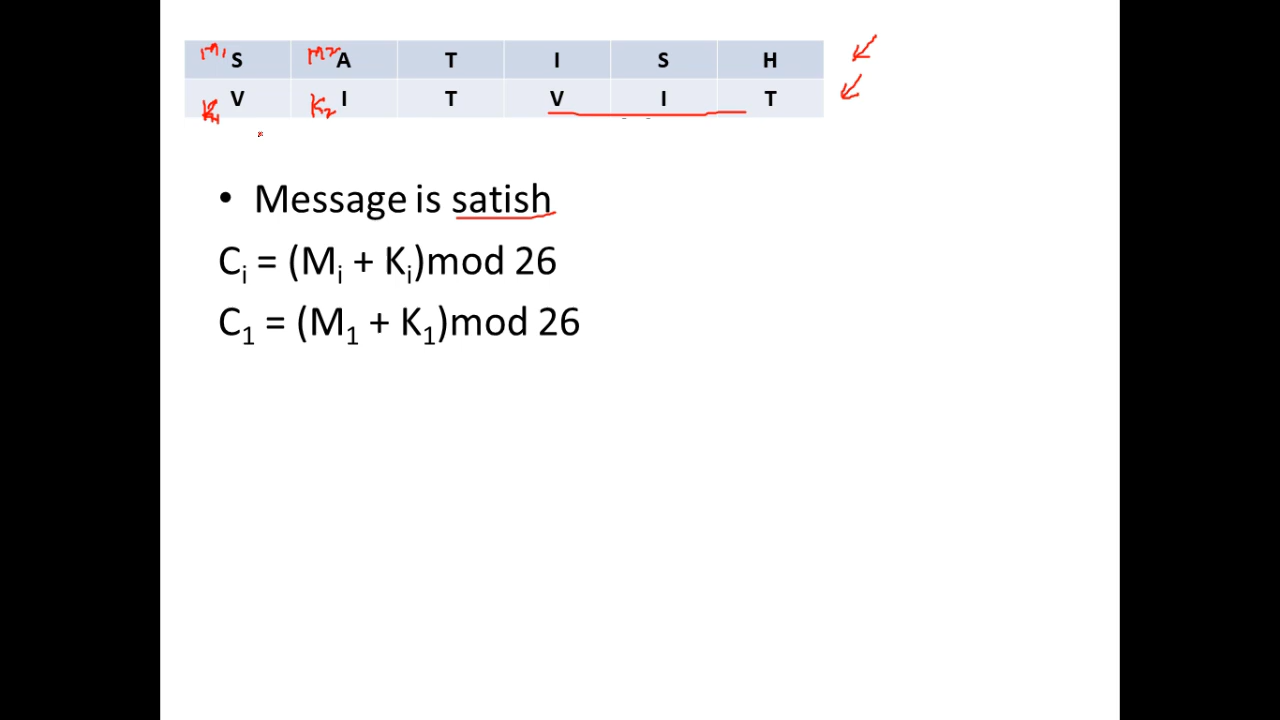 M1 S M2 A T I S H
K1 V K2 I T V I T
• Message is satish
Ci = (Mi + Ki)mod 26
C1 = (M1 + K1)mod 26